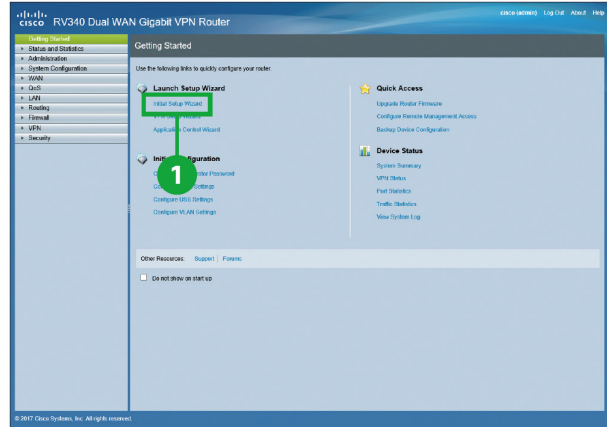 cisco RV340 Dual WAN Gigabit VPN Router
cisco (admin) Log Out About Help
Getting Started
Status and Statistics
Administration
System Configuration
WAN
QoS
LAN
Routing
Firewall
VPN
Security
Getting Started
Use the following links to quickly configure your router.
Launch Setup Wizard
Initial Setup Wizard
Application Control Wizard
Initial Configuration
Password
Settings
Configure USB Settings
Configure VLAN Settings
1
Quick Access
Upgrade Router Firmware
Configure Remote Management Access
Backup Device Configuration
Device Status
System Summary
VPN Status
Port Statistics
Traffic Statistics
View System Log
Other Resources: Support | Forums
Do not show on start up
© 2017 Cisco Systems, Inc. All rights reserved.